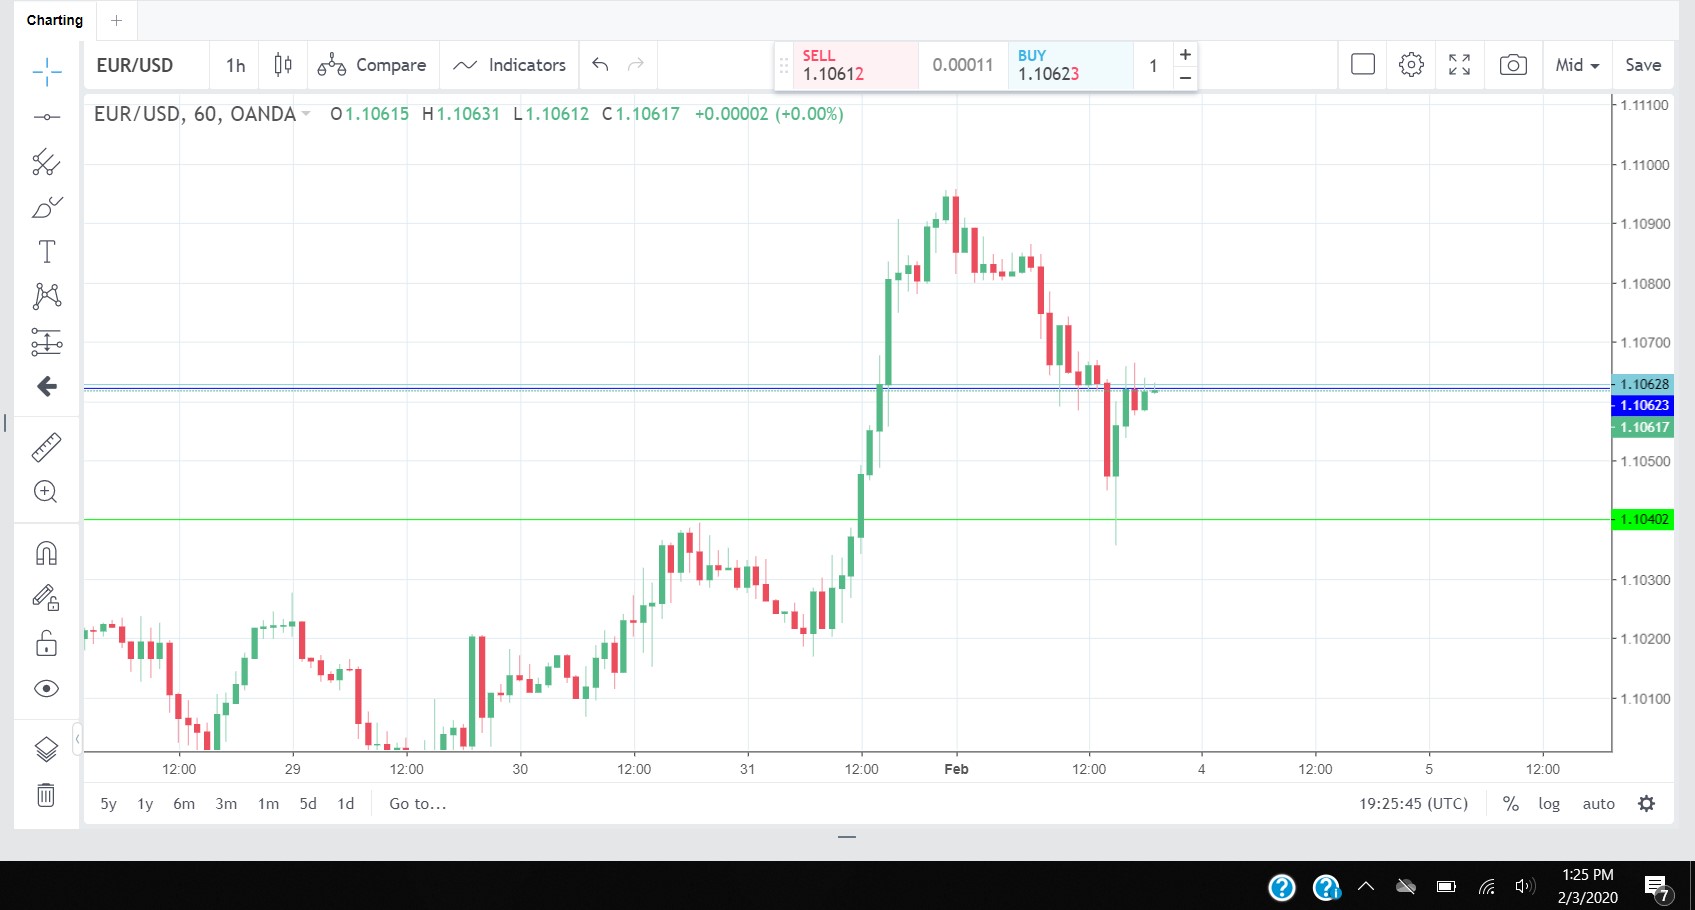 Charting +
EUR/USD 1h Compare Indicators SELL 1.10612 0.00011 BUY 1.10623 1 + − Mid Save
EUR/USD, 60, OANDA O1.10615 H1.10631 L1.10612 C1.10617 +0.00002 (+0.00%)
T
1.11100
1.11000
1.10900
1.10800
1.10700
1.10628
1.10623
1.10617
1.10500
1.10402
1.10300
1.10200
1.10100
12:00 29 12:00 30 12:00 31 12:00 Feb 12:00 4 12:00 5 12:00
5y 1y 6m 3m 1m 5d 1d Go to... 19:25:45 (UTC) % log auto
1:25 PM
2/3/2020
7